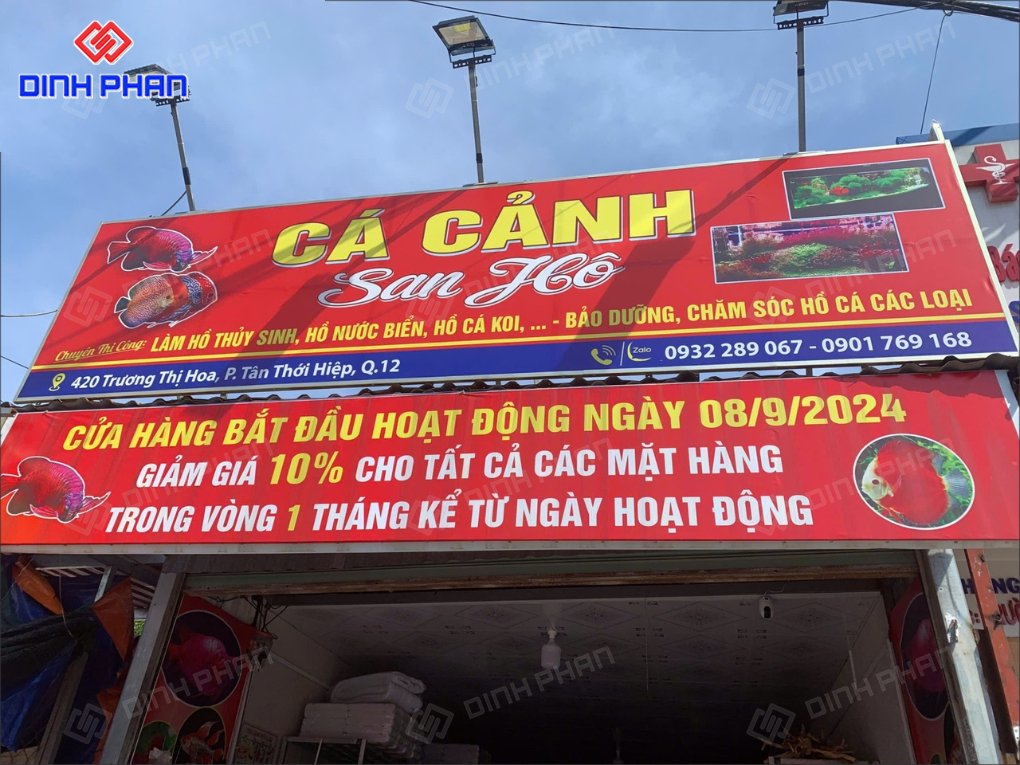 DINH PHAN
CÁ CẢNH
San Hô
Chuyên Thi Công: LÀM HỒ THỦY SINH, HỒ NƯỚC BIỂN, HỒ CÁ KOI, ... - BẢO DƯỠNG, CHĂM SÓC HỒ CÁ CÁC LOẠI
420 Trương Thị Hoa, P. Tân Thới Hiệp, Q.12
Zalo 0932 289 067 - 0901 769 168
CỬA HÀNG BẮT ĐẦU HOẠT ĐỘNG NGÀY 08/9/2024
GIẢM GIÁ 10% CHO TẤT CẢ CÁC MẶT HÀNG
TRONG VÒNG 1 THÁNG KỂ TỪ NGÀY HOẠT ĐỘNG